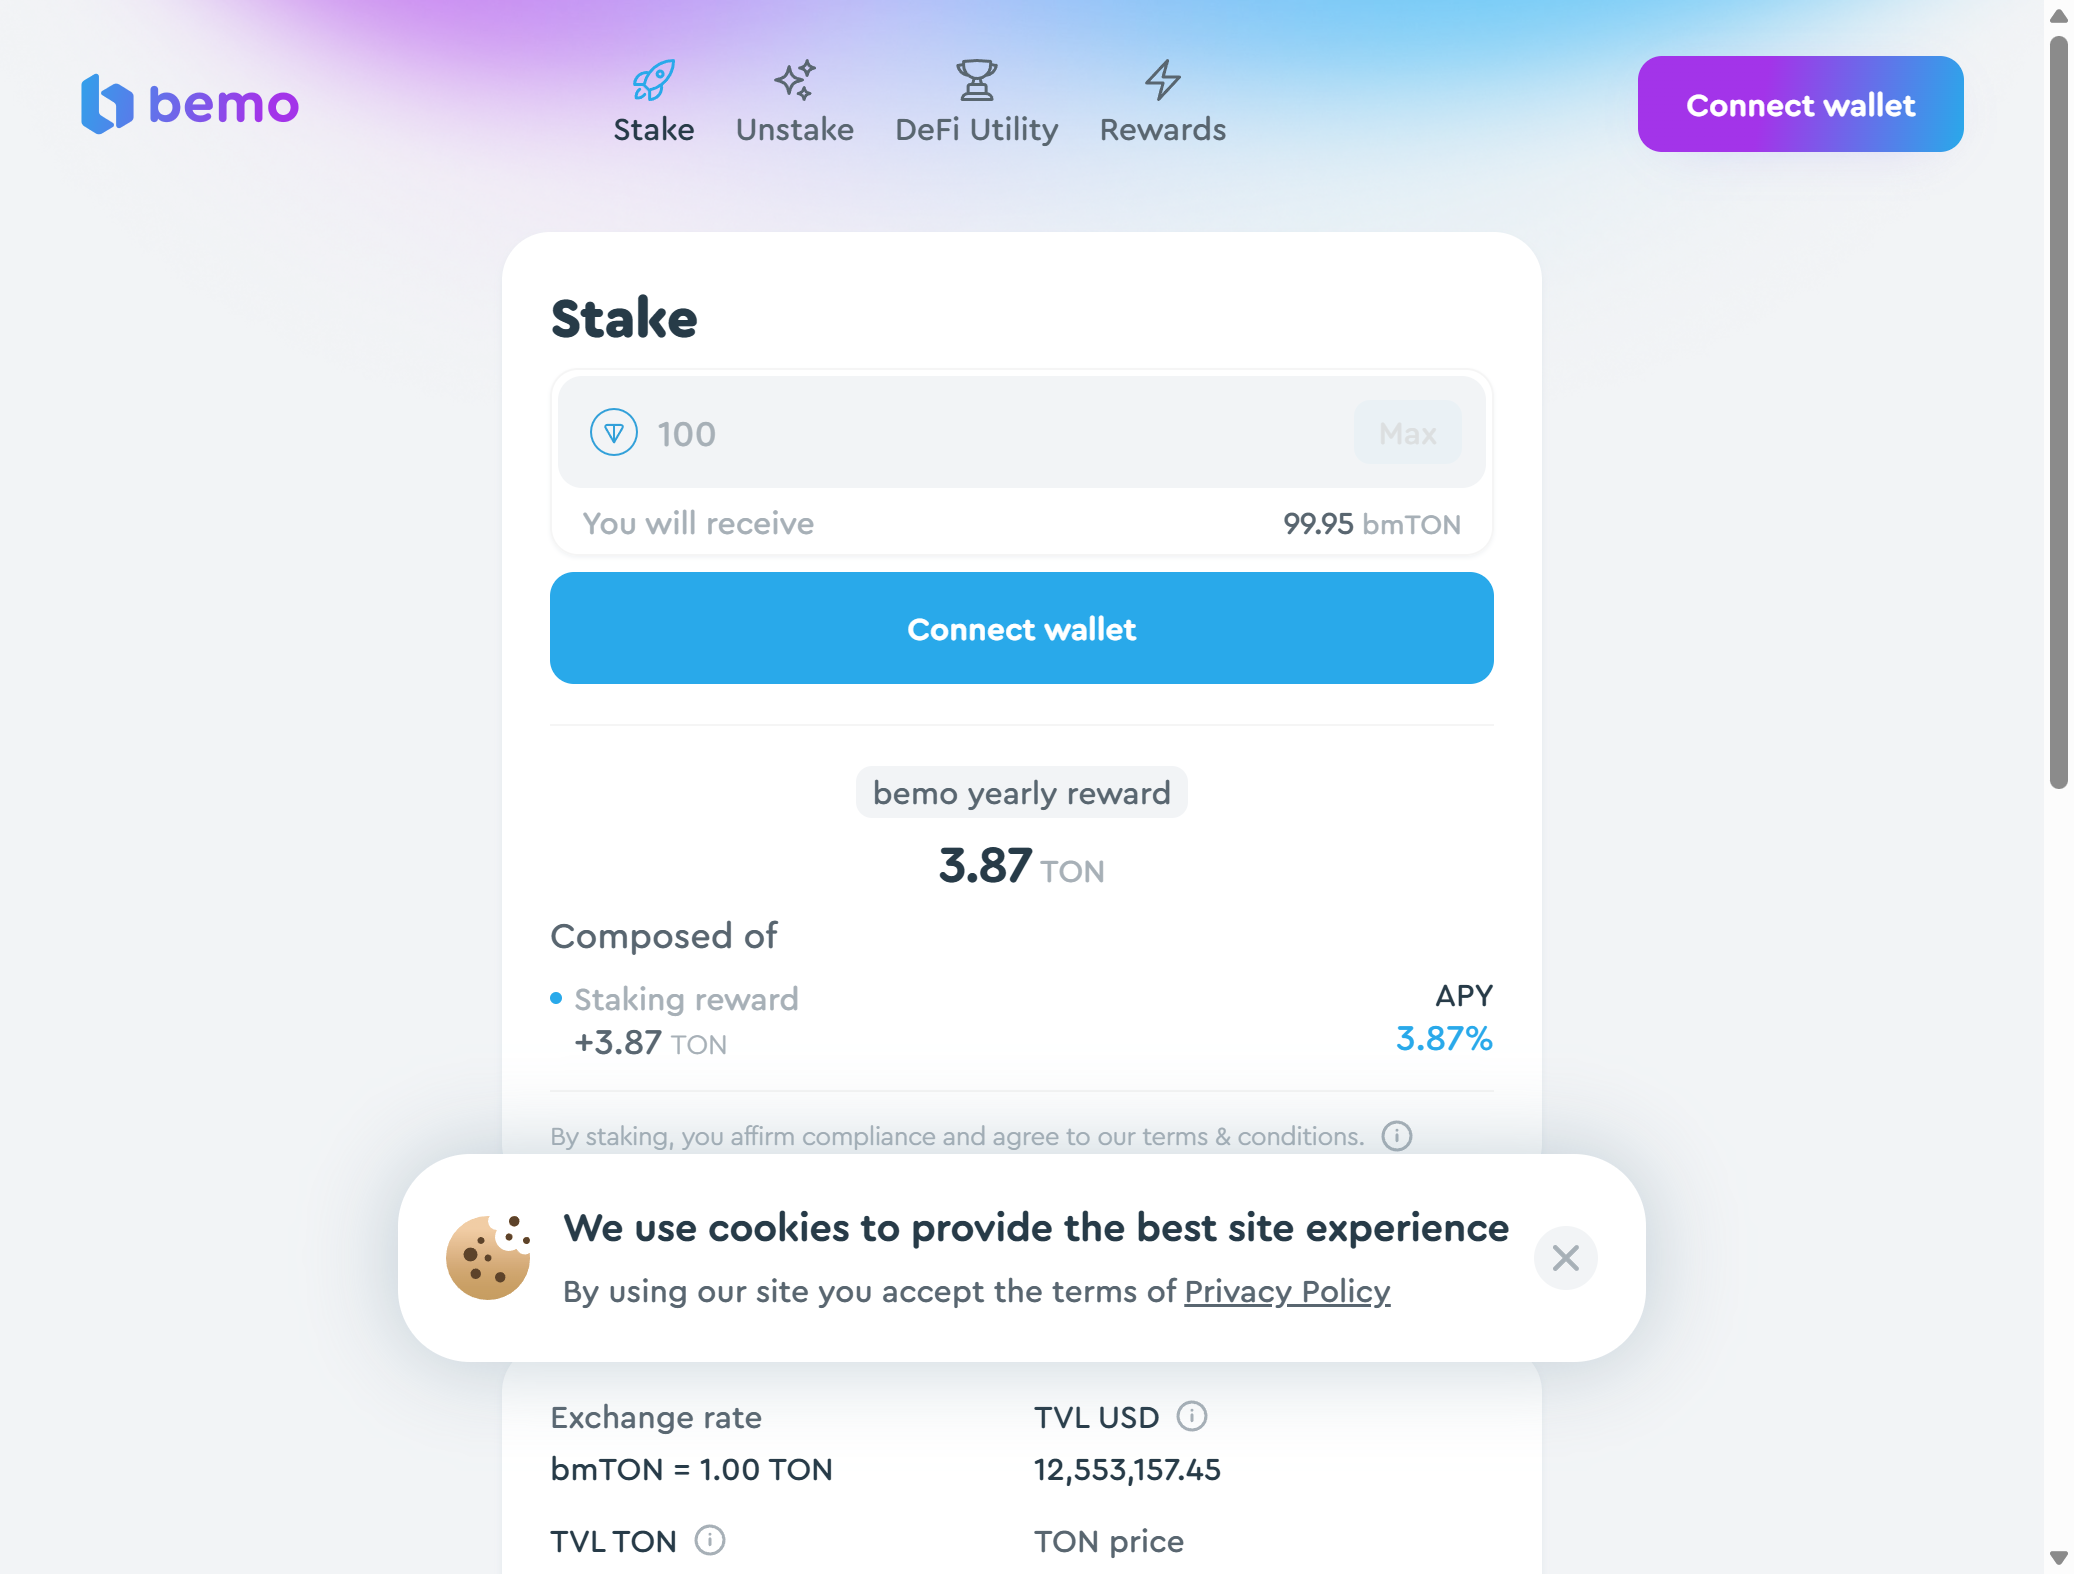 bemo
Stake
Unstake
DeFi Utility
Rewards
Connect wallet
Stake
100
Max
You will receive
99.95 bmTON
Connect wallet
bemo yearly reward
3.87 TON
Composed of
Staking reward
APY
+3.87 TON
3.87%
By staking, you affirm compliance and agree to our terms & conditions.
We use cookies to provide the best site experience
By using our site you accept the terms of Privacy Policy
Exchange rate
TVL USD
bmTON = 1.00 TON
12,553,157.45
TVL TON
TON price